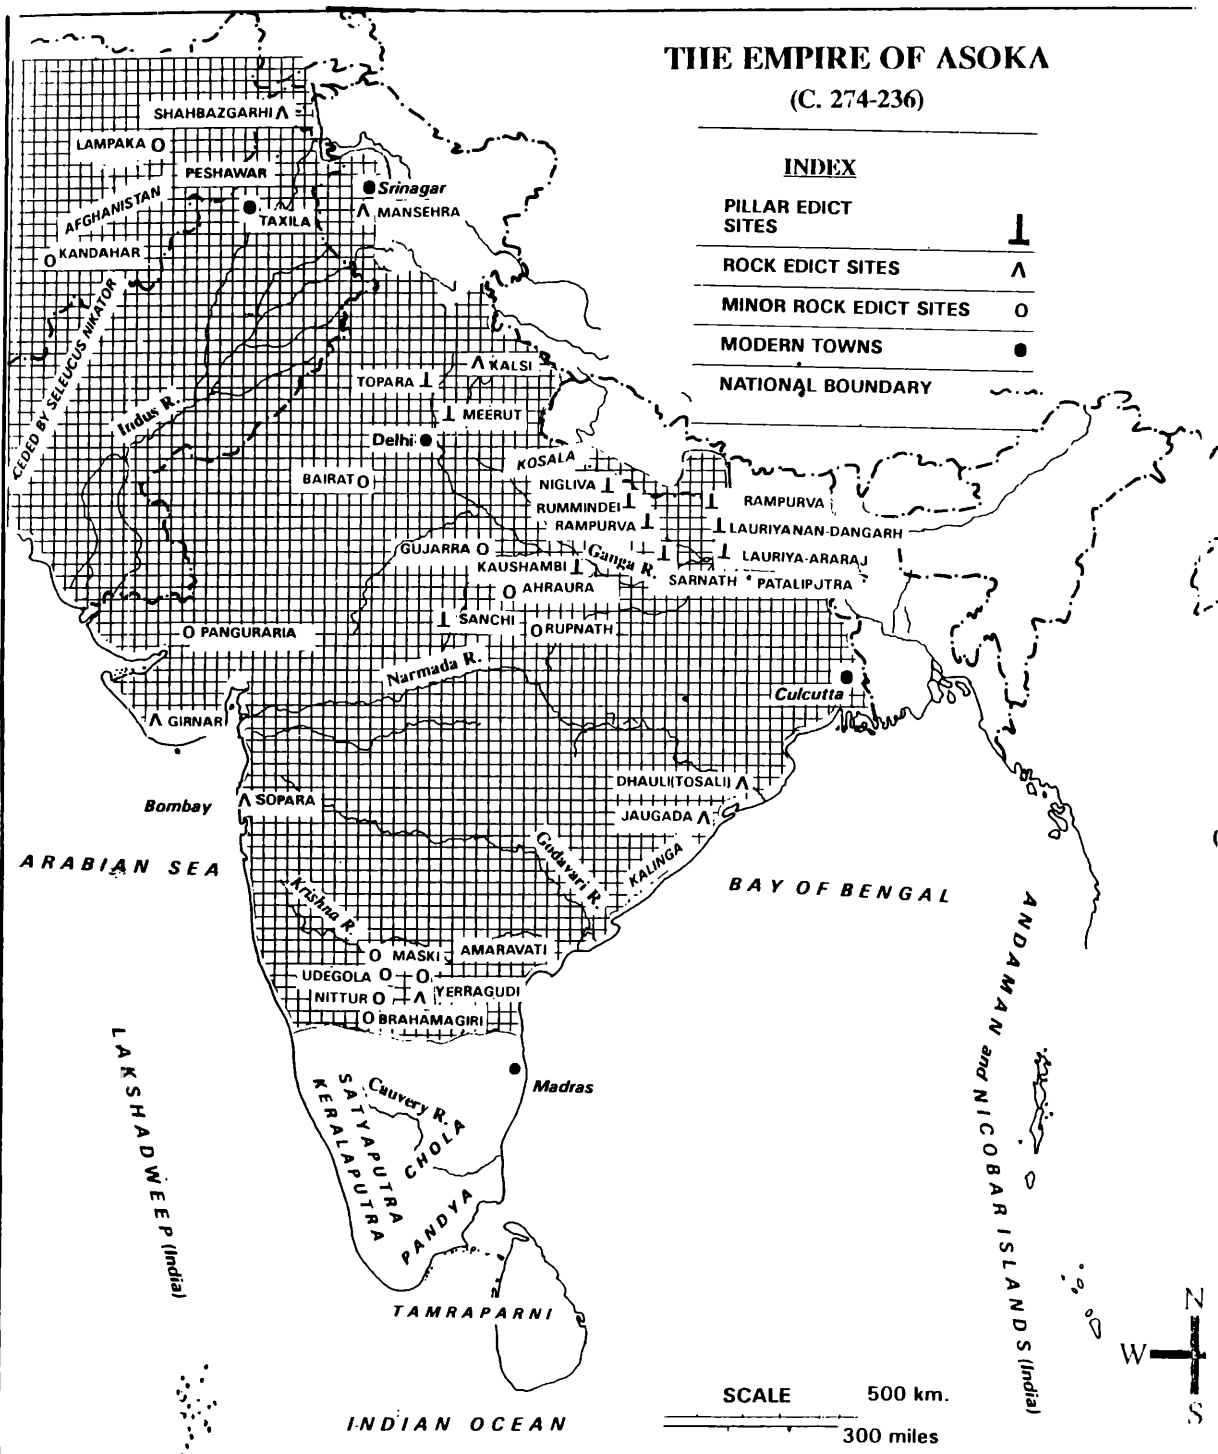 THE EMPIRE OF ASOKA
(C. 274-236)
INDEX
PILLAR EDICT
SITES
ROCK EDICT SITES
MINOR ROCK EDICT SITES
MODERN TOWNS
NATIONAL BOUNDARY
SHAHBAZGARHI
LAMPAKA
PESHAWAR
Srinagar
AFGHANISTAN
TAXILA
MANSEHRA
KANDAHAR
CEDED BY SELEUCUS NIKATOR
Indus R.
KALSI
TOPARA
MEERUT
Delhi
KOSALA
BAIRAT
NIGLIVA
RUMMINDEI
RAMPURVA
RAMPURVA
LAURIYANAN-DANGARH
GUJARRA
Ganga R.
LAURIYA-ARARAJ
KAUSHAMBI
SARNATH
PATALIPUTRA
AHRAURA
SANCHI
RUPNATH
PANGURARIA
Narmada R.
Culcutta
GIRNAR
DHAULI(TOSALI)
Bombay
SOPARA
JAUGADA
ARABIAN SEA
Godavari R.
KALINGA
BAY OF BENGAL
Krishna R.
MASKI
AMARAVATI
UDEGOLA
NITTUR
YERRAGUDI
BRAHAMAGIRI
ANDAMAN and NICOBAR ISLANDS (India)
LAKSHADWEEP (India)
Madras
Cauvery R.
SATYAPUTRA
KERALAPUTRA
CHOLA
PANDYA
TAMRAPARNI
N
W
S
SCALE
500 km.
300 miles
INDIAN OCEAN